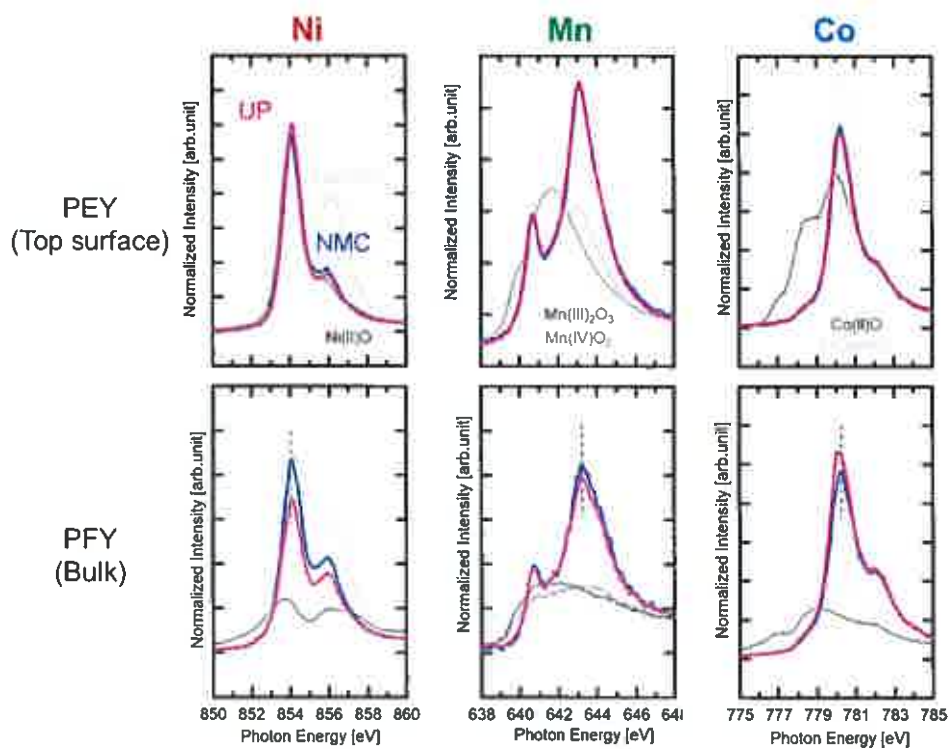 Ni
Mn
Co
PEY
(Top surface)
Normalized Intensity [arb.unit]
UP
NMC
Ni(II)O
Normalized Intensity [arb.unit]
Mn(III)₂O₃
Mn(IV)O₂
Normalized Intensity [arb.unit]
Co(II)O
PFY
(Bulk)
Normalized Intensity [arb.unit]
Normalized Intensity [arb.unit]
Normalized Intensity [arb.unit]
850 852 854 856 858 860
638 640 642 644 646 648
775 777 779 781 783 785
Photon Energy [eV]
Photon Energy [eV]
Photon Energy [eV]